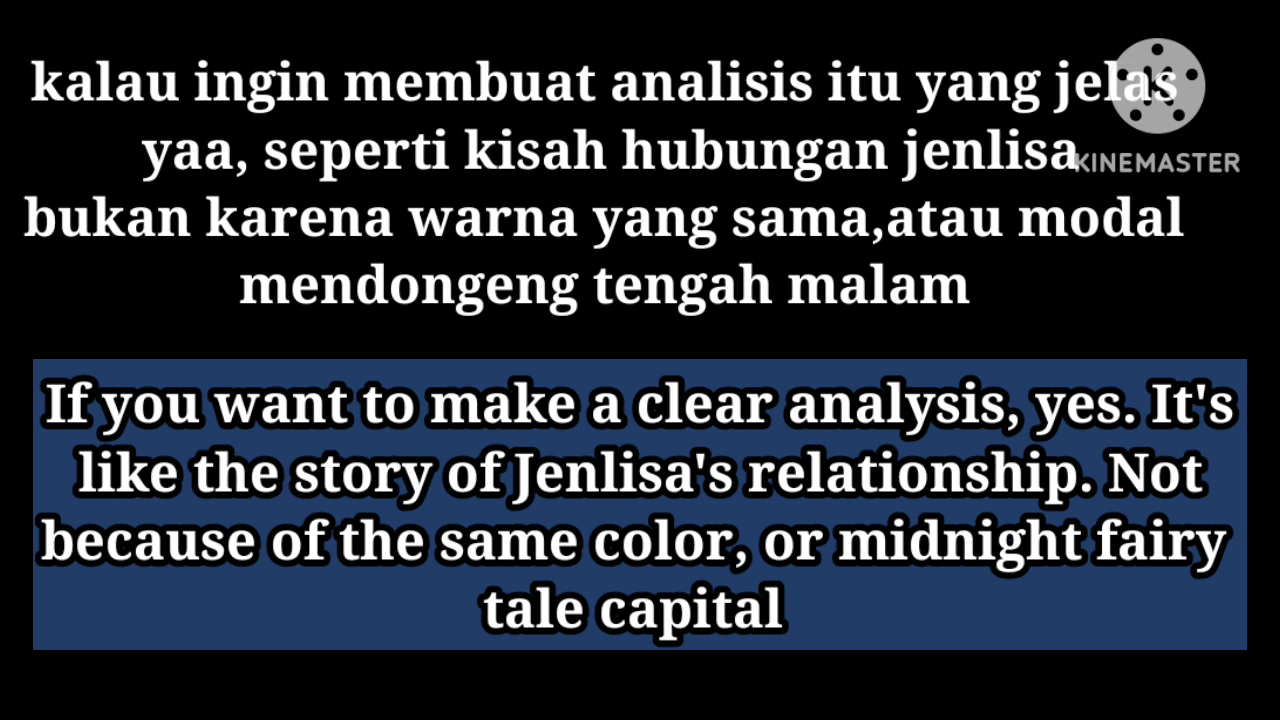 kalau ingin membuat analisis itu yang jelas
yaa, seperti kisah hubungan jenlisa
KINEMASTER
bukan karena warna yang sama,atau modal
mendongeng tengah malam
If you want to make a clear analysis, yes. It's
like the story of Jenlisa's relationship. Not
because of the same color, or midnight fairy
tale capital